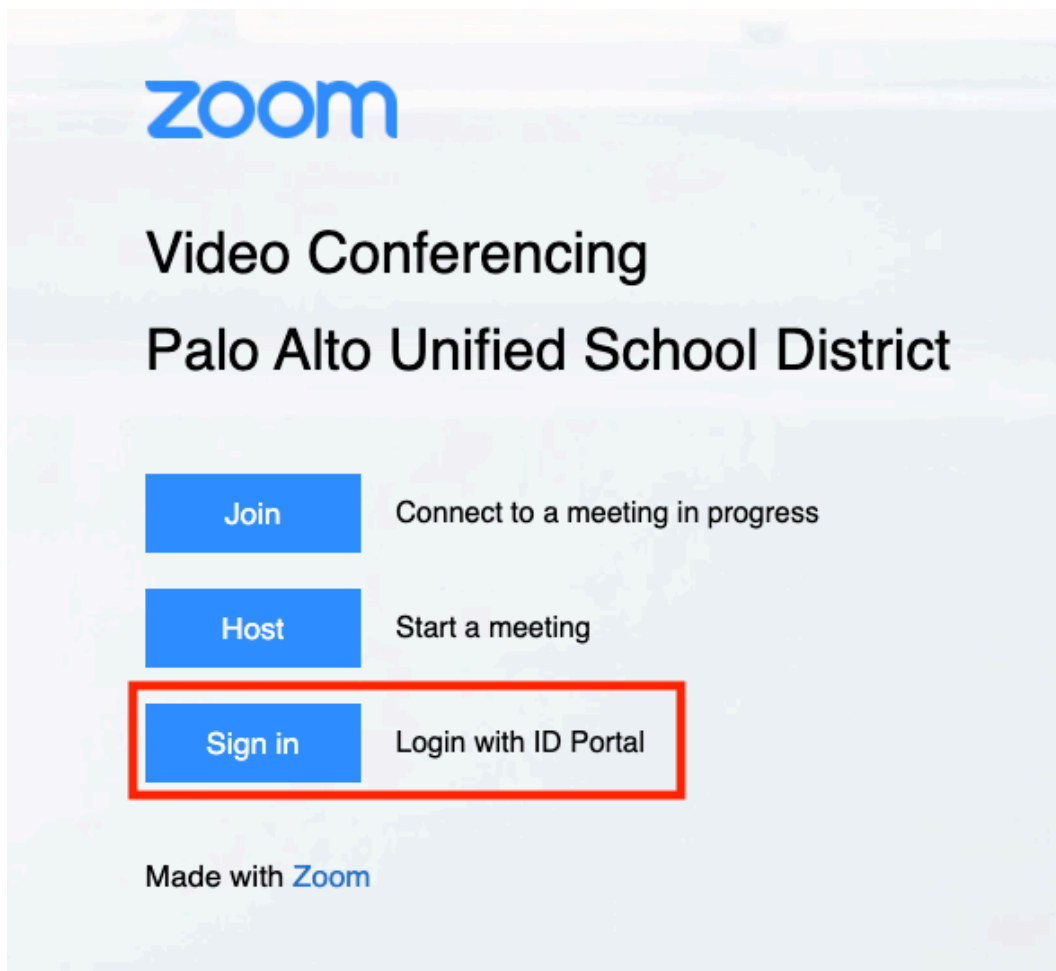 zoom
Video Conferencing
Palo Alto Unified School District
Join Connect to a meeting in progress
Host Start a meeting
Sign in Login with ID Portal
Made with Zoom